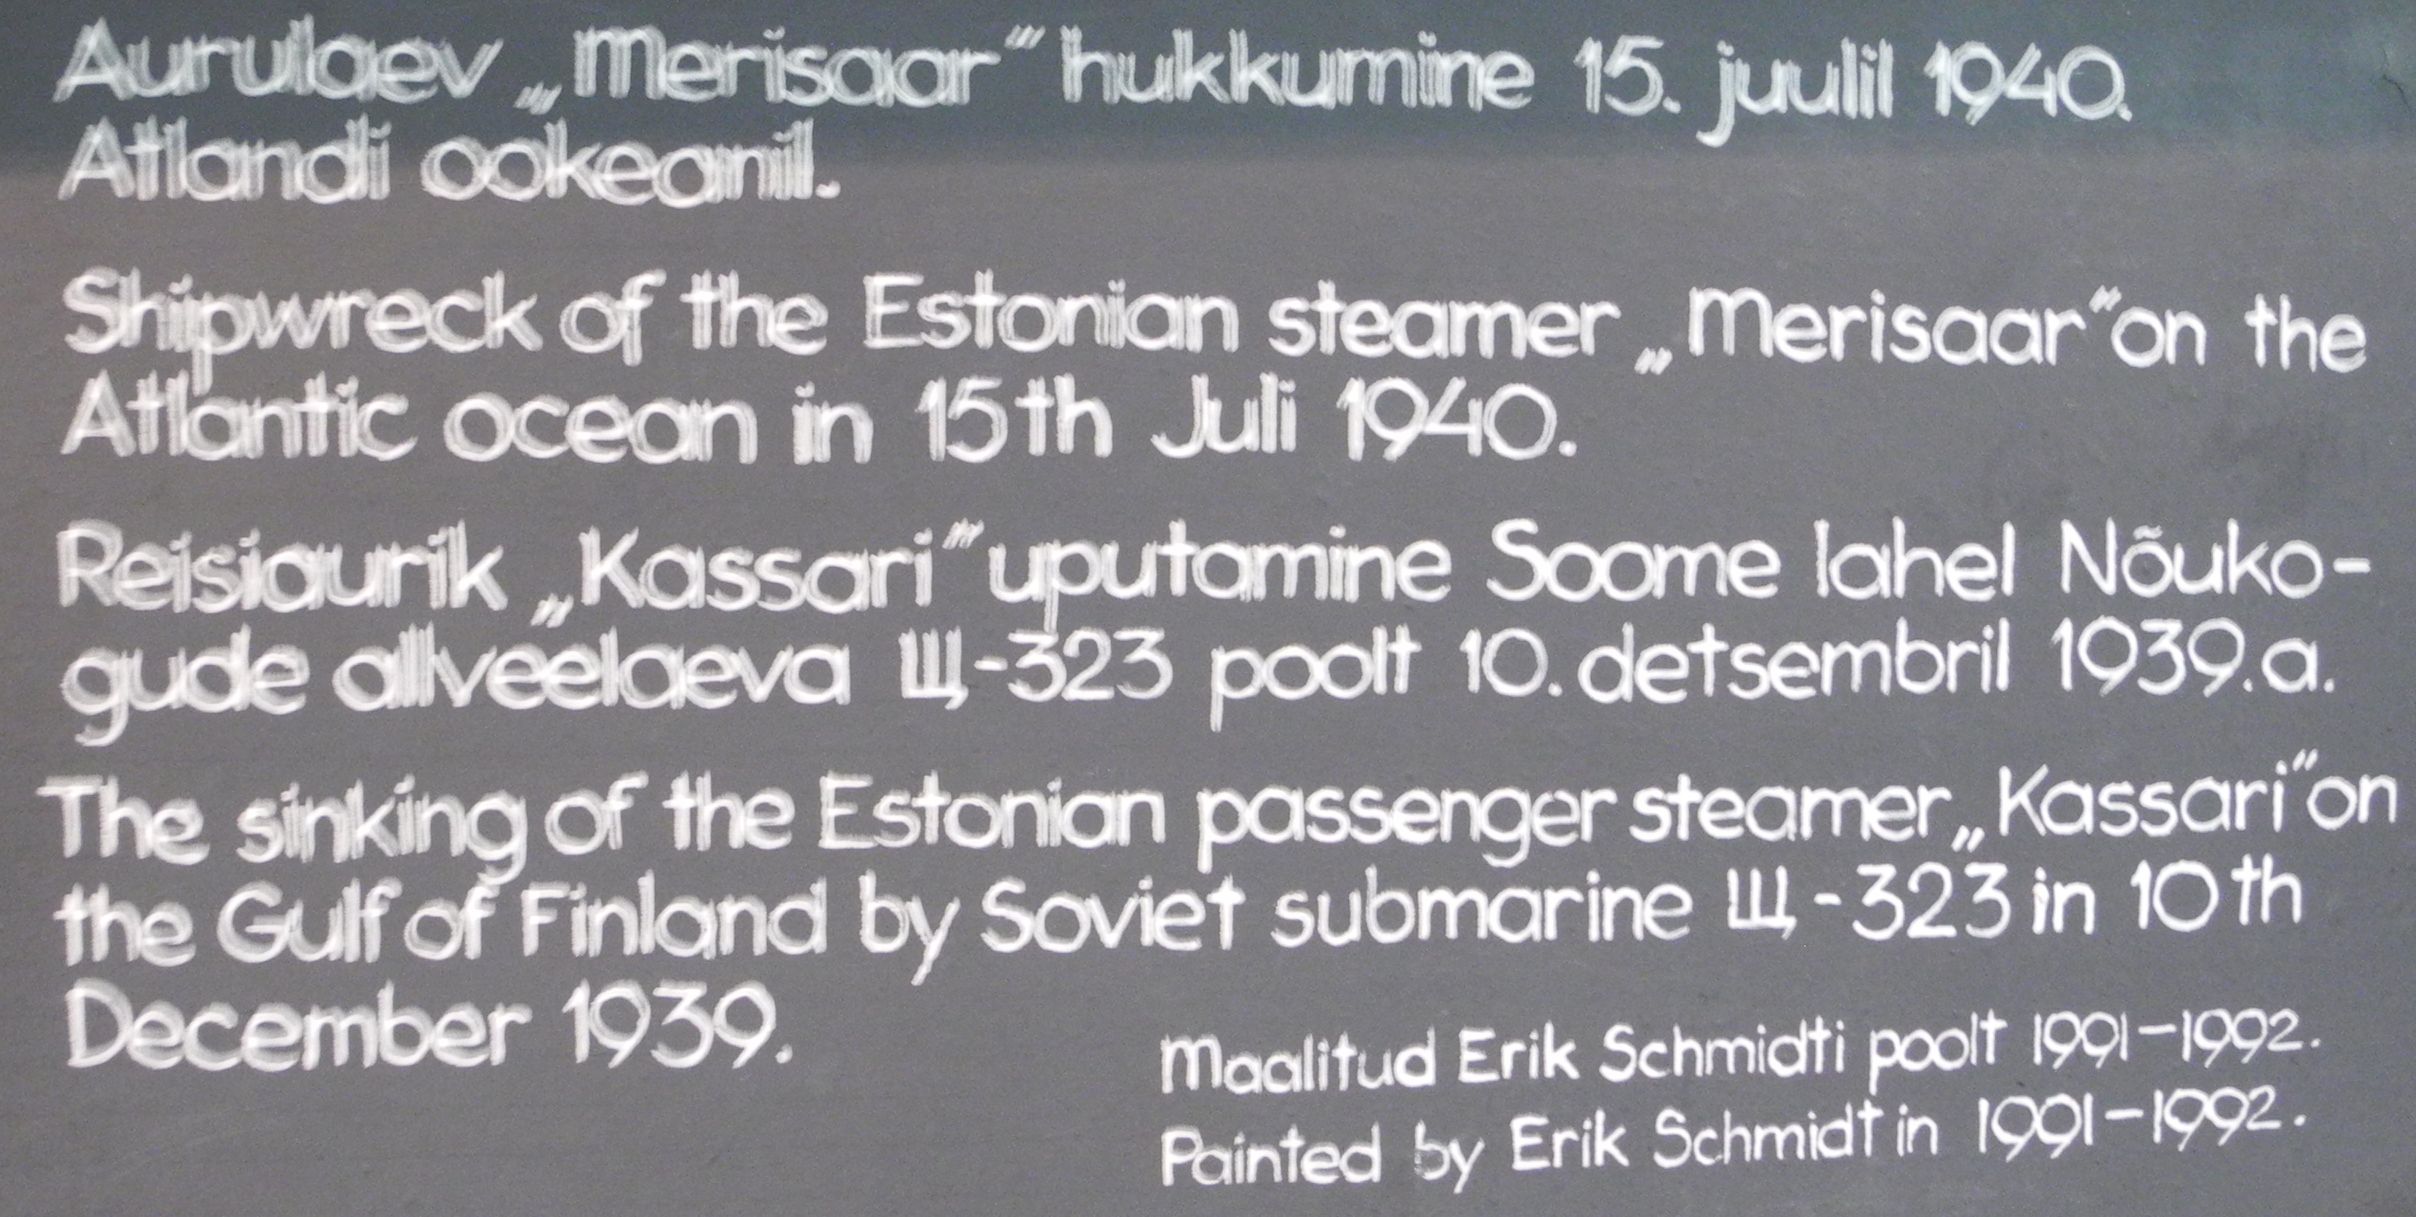 Aurulaev „Merisaar“ hukkumine 15. juulil 1940.
Atlandi ookeanil.
Shipwreck of the Estonian steamer „Merisaar“ on the
Atlantic ocean in 15th Juli 1940.
Reisiaurik „Kassari“ uputamine Soome lahel Nõuko-
gude allveelaeva Щ-323 poolt 10. detsembril 1939.a.
The sinking of the Estonian passenger steamer „Kassari“ on
the Gulf of Finland by Soviet submarine Щ-323 in 10th
December 1939.
Maalitud Erik Schmidti poolt 1991-1992.
Painted by Erik Schmidt in 1991-1992.